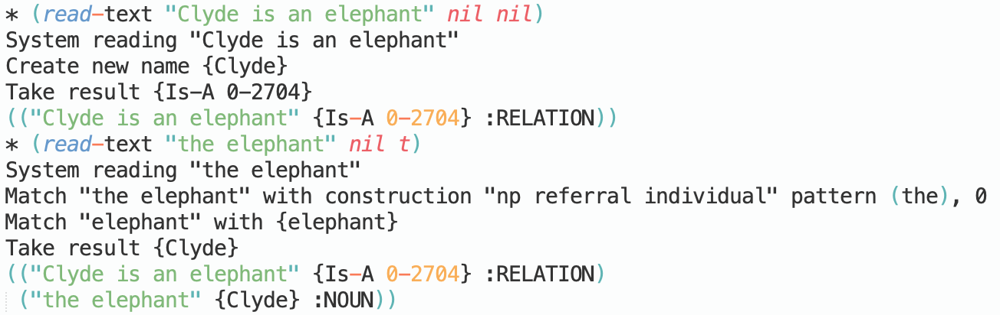 * (read-text "Clyde is an elephant" nil nil)
System reading "Clyde is an elephant"
Create new name {Clyde}
Take result {Is-A 0-2704}
(("Clyde is an elephant" {Is-A 0-2704} :RELATION))
* (read-text "the elephant" nil t)
System reading "the elephant"
Match "the elephant" with construction "np referral individual" pattern (the), 0
Match "elephant" with {elephant}
Take result {Clyde}
(("Clyde is an elephant" {Is-A 0-2704} :RELATION)
 ("the elephant" {Clyde} :NOUN))